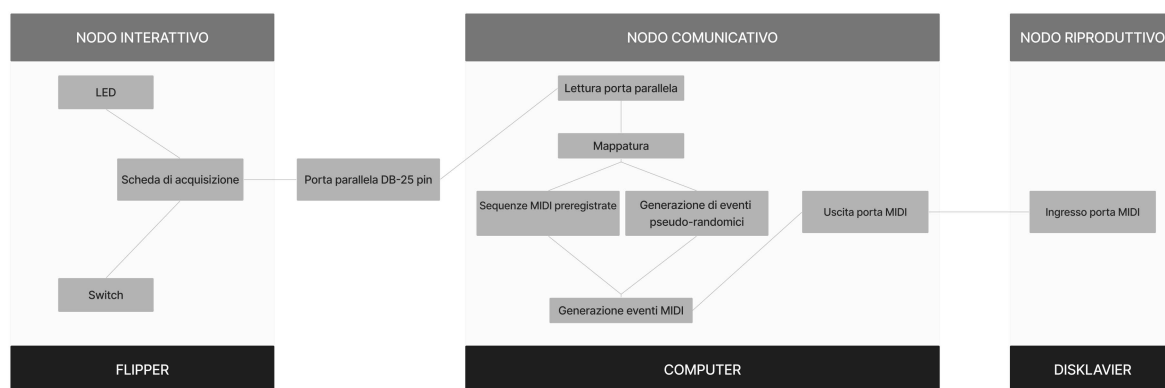 NODO INTERATTIVO
NODO COMUNICATIVO
NODO RIPRODUTTIVO
LED
Scheda di acquisizione
Switch
Porta parallela DB-25 pin
Lettura porta parallela
Mappatura
Sequenze MIDI preregistrate
Generazione di eventi
pseudo-randomici
Generazione eventi MIDI
Uscita porta MIDI
Ingresso porta MIDI
FLIPPER
COMPUTER
DISKLAVIER